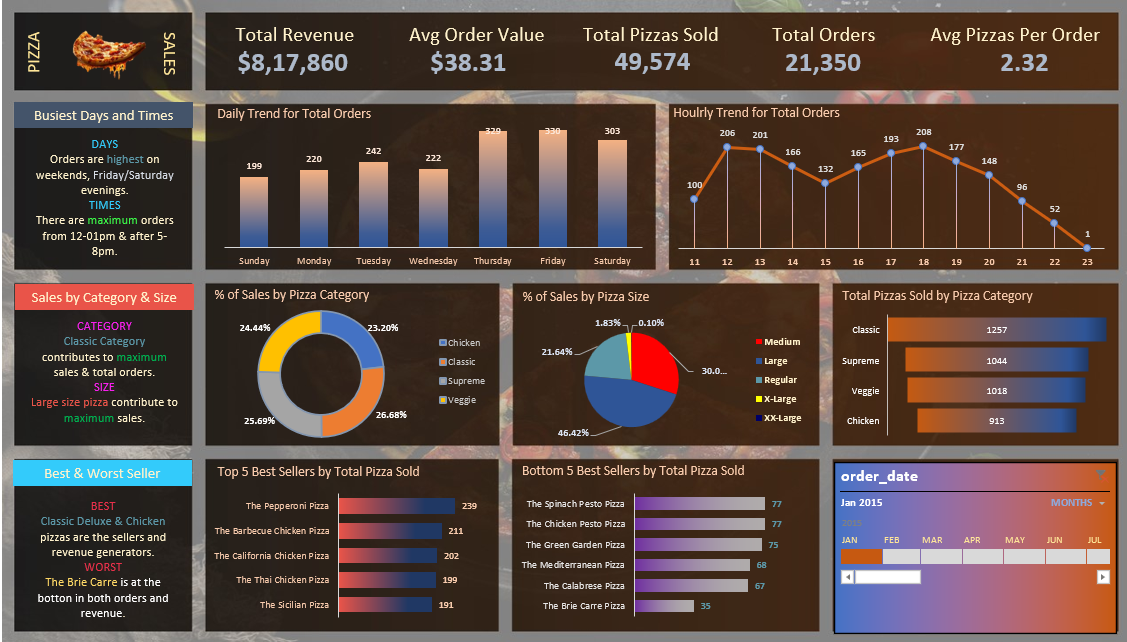 PIZZA
SALES
Total Revenue
$8,17,860
Avg Order Value
$38.31
Total Pizzas Sold
49,574
Total Orders
21,350
Avg Pizzas Per Order
2.32
Busiest Days and Times
DAYS
Orders are highest on
weekends, Friday/Saturday
evenings.
TIMES
There are maximum orders
from 12-01pm & after 5-
8pm.
Daily Trend for Total Orders
199
220
242
222
329
330
303
Sunday
Monday
Tuesday
Wednesday
Thursday
Friday
Saturday
Hourly Trend for Total Orders
100
206
201
166
132
165
193
208
177
148
96
52
1
11
12
13
14
15
16
17
18
19
20
21
22
23
Sales by Category & Size
CATEGORY
Classic Category
contributes to maximum
sales & total orders.
SIZE
Large size pizza contribute to
maximum sales.
% of Sales by Pizza Category
24.44%
23.20%
25.69%
26.68%
Chicken
Classic
Supreme
Veggie
% of Sales by Pizza Size
1.83%
0.10%
21.64%
30.0...
46.42%
Medium
Large
Regular
X-Large
XX-Large
Total Pizzas Sold by Pizza Category
Classic 1257
Supreme 1044
Veggie 1018
Chicken 913
Best & Worst Seller
BEST
Classic Deluxe & Chicken
pizzas are the sellers and
revenue generators.
WORST
The Brie Carre is at the
botton in both orders and
revenue.
Top 5 Best Sellers by Total Pizza Sold
The Pepperoni Pizza 239
The Barbecue Chicken Pizza 211
The California Chicken Pizza 202
The Thai Chicken Pizza 199
The Sicilian Pizza 191
Bottom 5 Best Sellers by Total Pizza Sold
The Spinach Pesto Pizza 77
The Chicken Pesto Pizza 77
The Green Garden Pizza 75
The Mediterranean Pizza 68
The Calabrese Pizza 67
The Brie Carre Pizza 35
order_date
Jan 2015
MONTHS
2015
JAN
FEB
MAR
APR
MAY
JUN
JUL